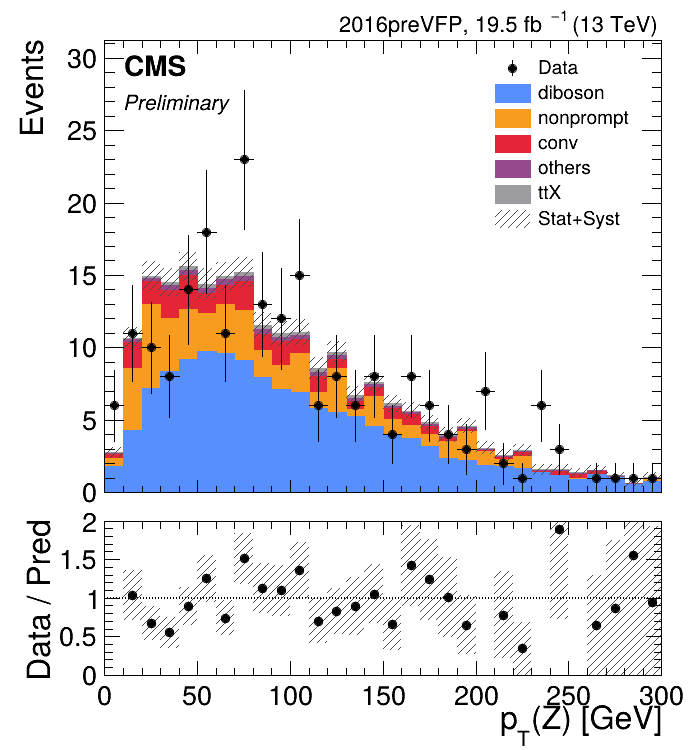 2016preVFP, 19.5 fb ⁻¹ (13 TeV)
Events
30
25
20
15
10
5
0
CMS
Preliminary
Data
diboson
nonprompt
conv
others
ttX
Stat+Syst
Data / Pred
2
1.5
1
0.5
0
0 50 100 150 200 250 300
p_T(Z) [GeV]